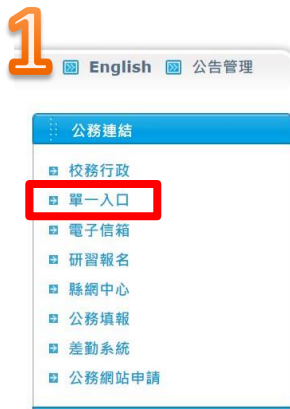 1
English 公告管理
公務連結
校務行政
單一入口
電子信箱
研習報名
縣網中心
公務填報
差勤系統
公務網站申請